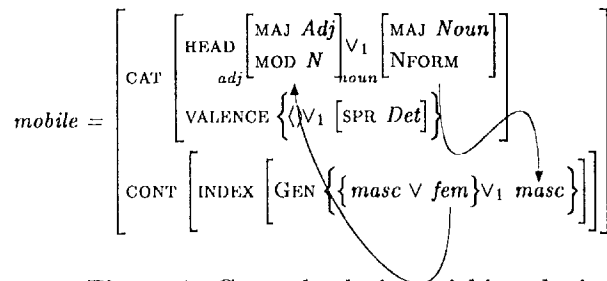 MAJ Adj MAJ Noun
HEAD ∨₁
MOD N NFORM
adj noun
CAT
VALENCE {⟨⟩∨₁ [SPR Det]}
mobile =
CONT [INDEX [GEN {{masc ∨ fem}∨₁ masc}]]